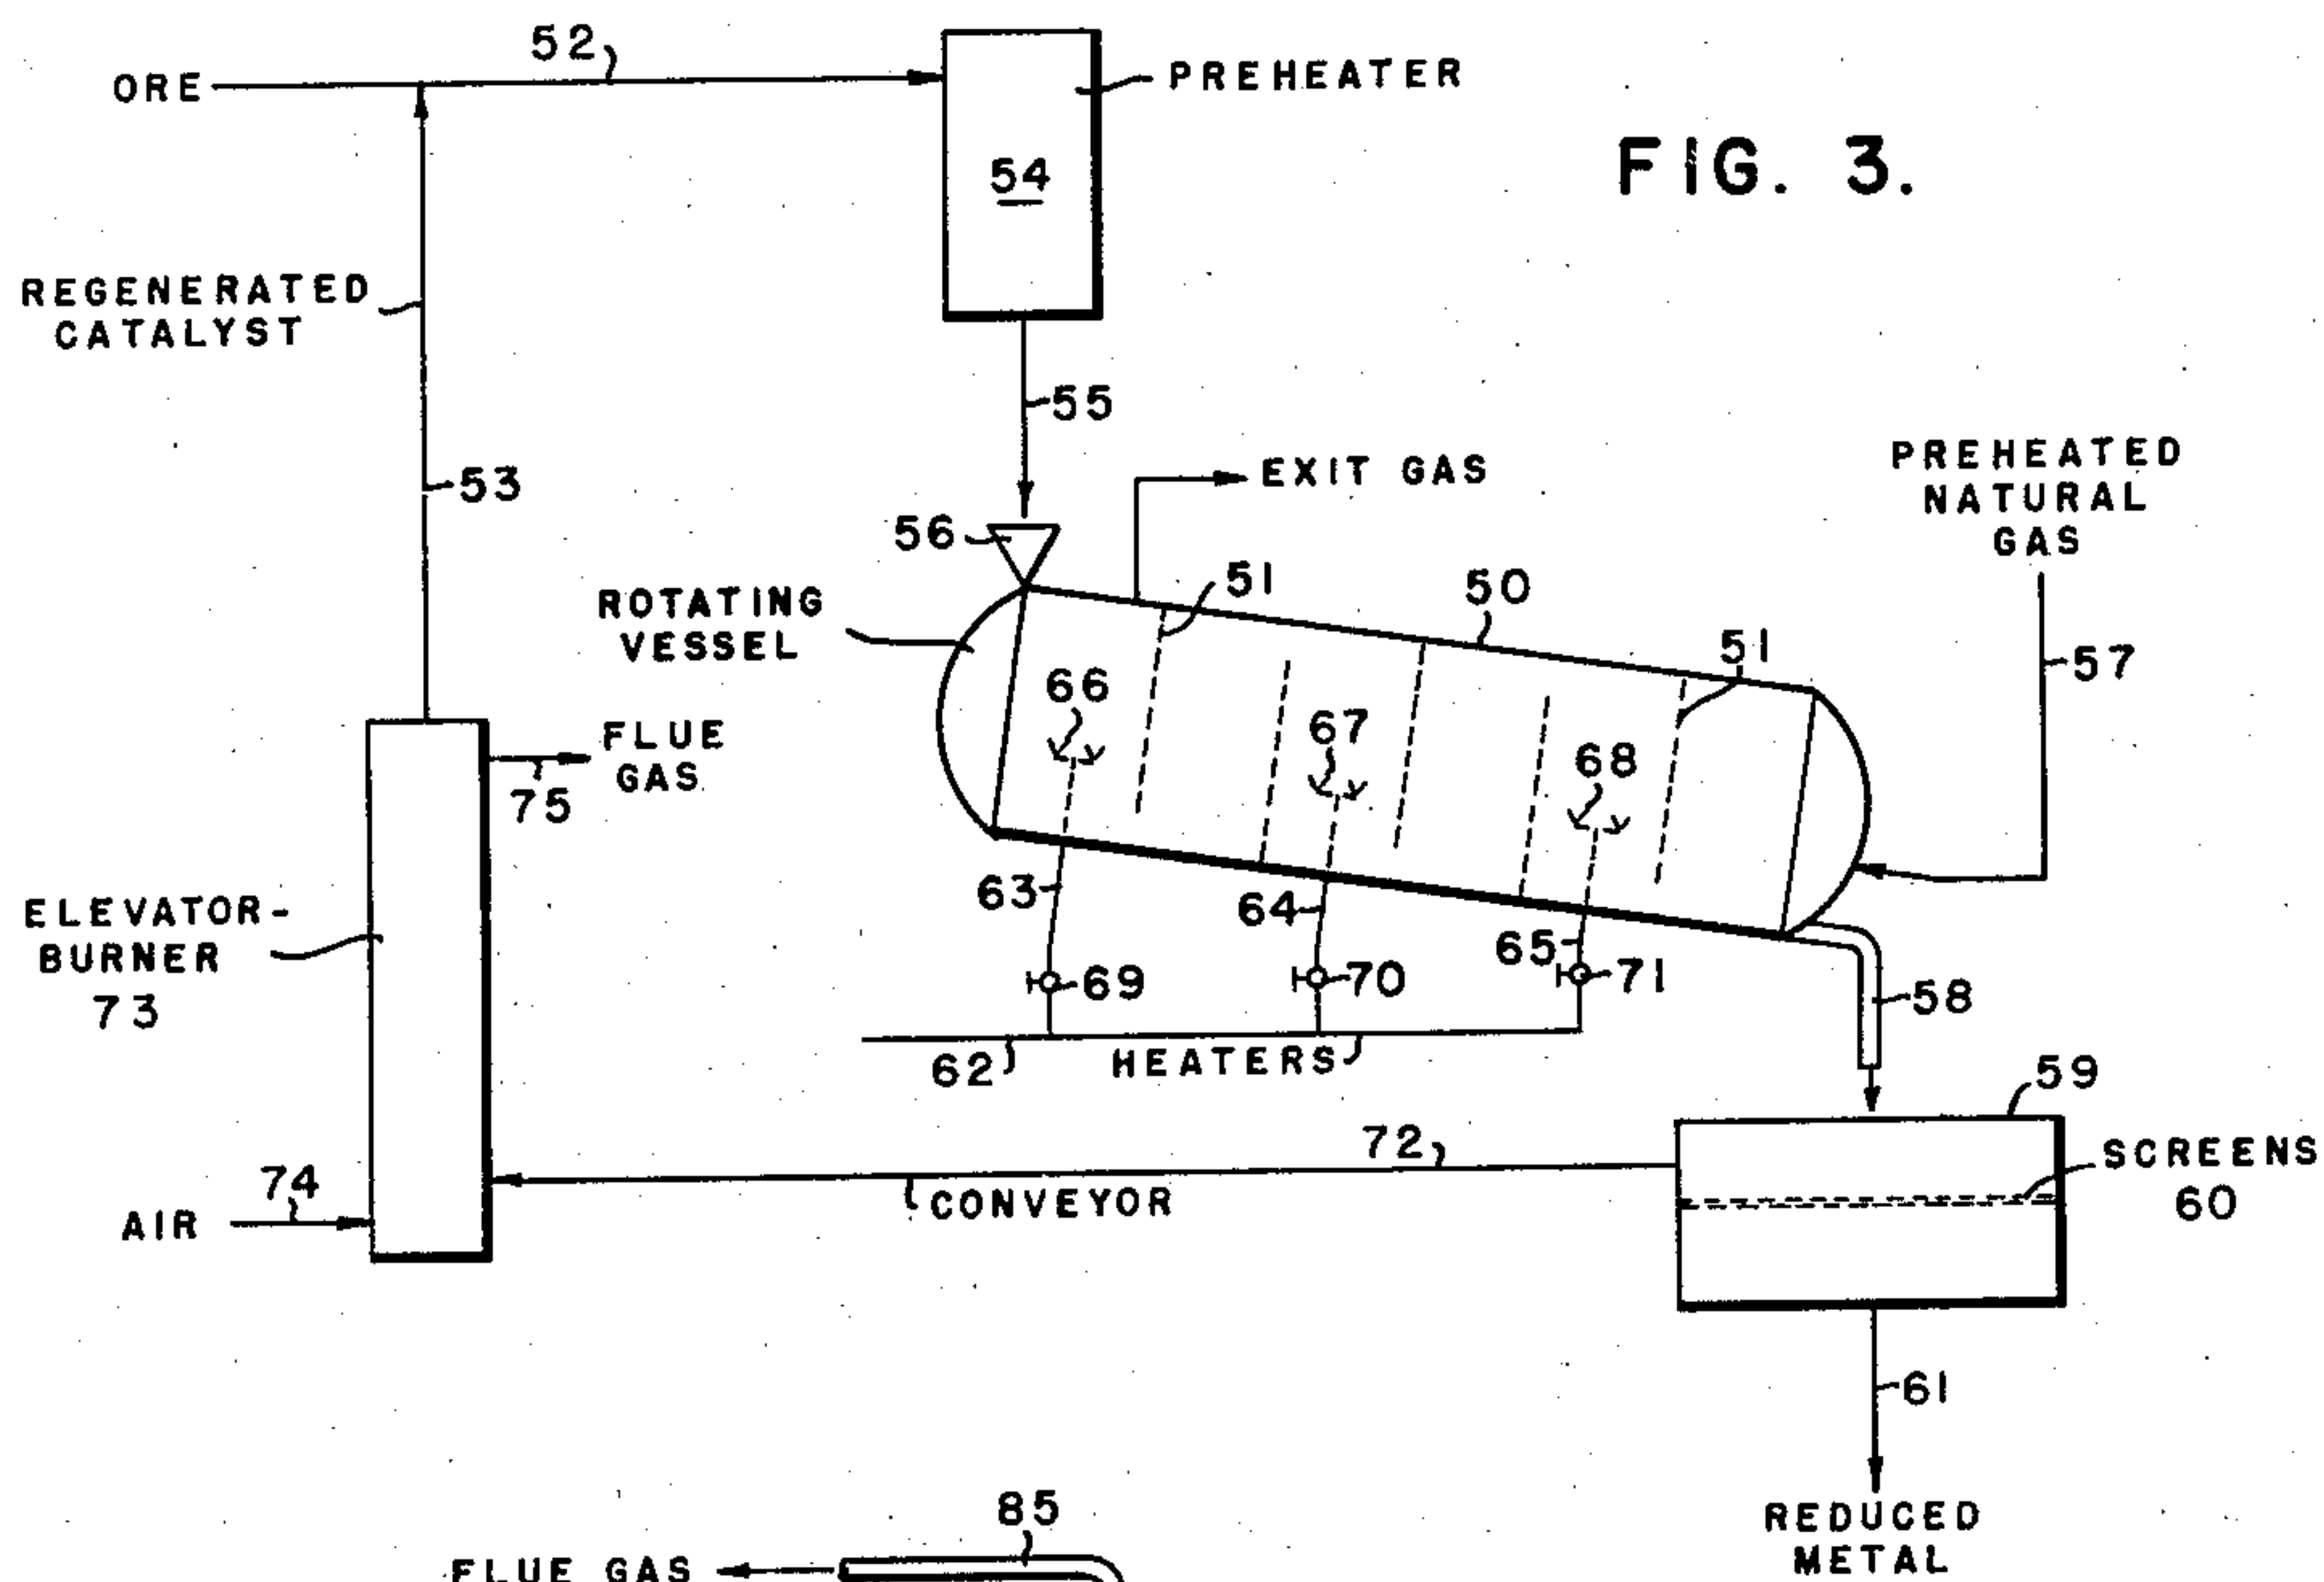 52
ORE
PREHEATER
FIG. 3.
54
REGENERATED
CATALYST
55
53
EXIT GAS
PREHEATED
NATURAL
GAS
56
51
50
ROTATING
VESSEL
51
57
66
67
68
FLUE
GAS
75
63
64
65
ELEVATOR-
BURNER
73
69
70
71
58
62
HEATERS
59
72
SCREENS
60
74
CONVEYOR
AIR
61
85
REDUCED
METAL
FLUE GAS